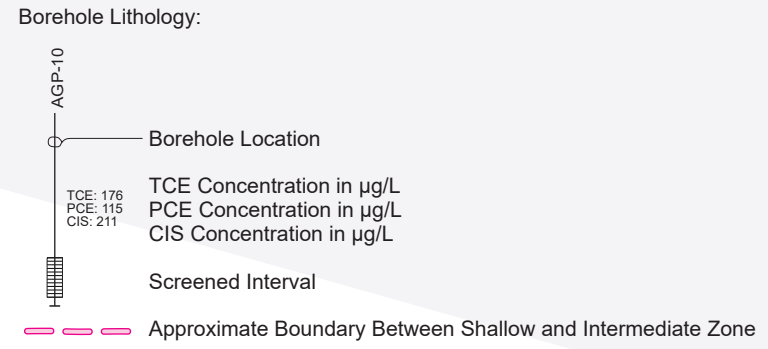 Borehole Lithology:
AGP-10
Borehole Location
TCE: 176
PCE: 115
CIS: 211
TCE Concentration in µg/L
PCE Concentration in µg/L
CIS Concentration in µg/L
Screened Interval
Approximate Boundary Between Shallow and Intermediate Zone